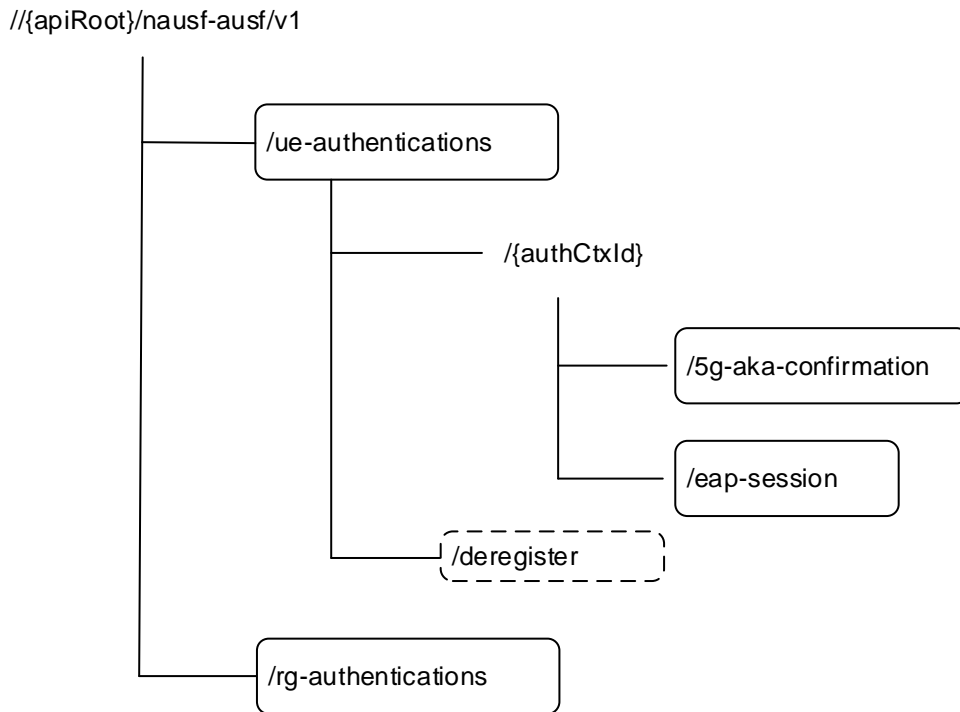 //{apiRoot}/nausf-ausf/v1
/ue-authentications
/{authCtxId}
/5g-aka-confirmation
/eap-session
/deregister
/rg-authentications